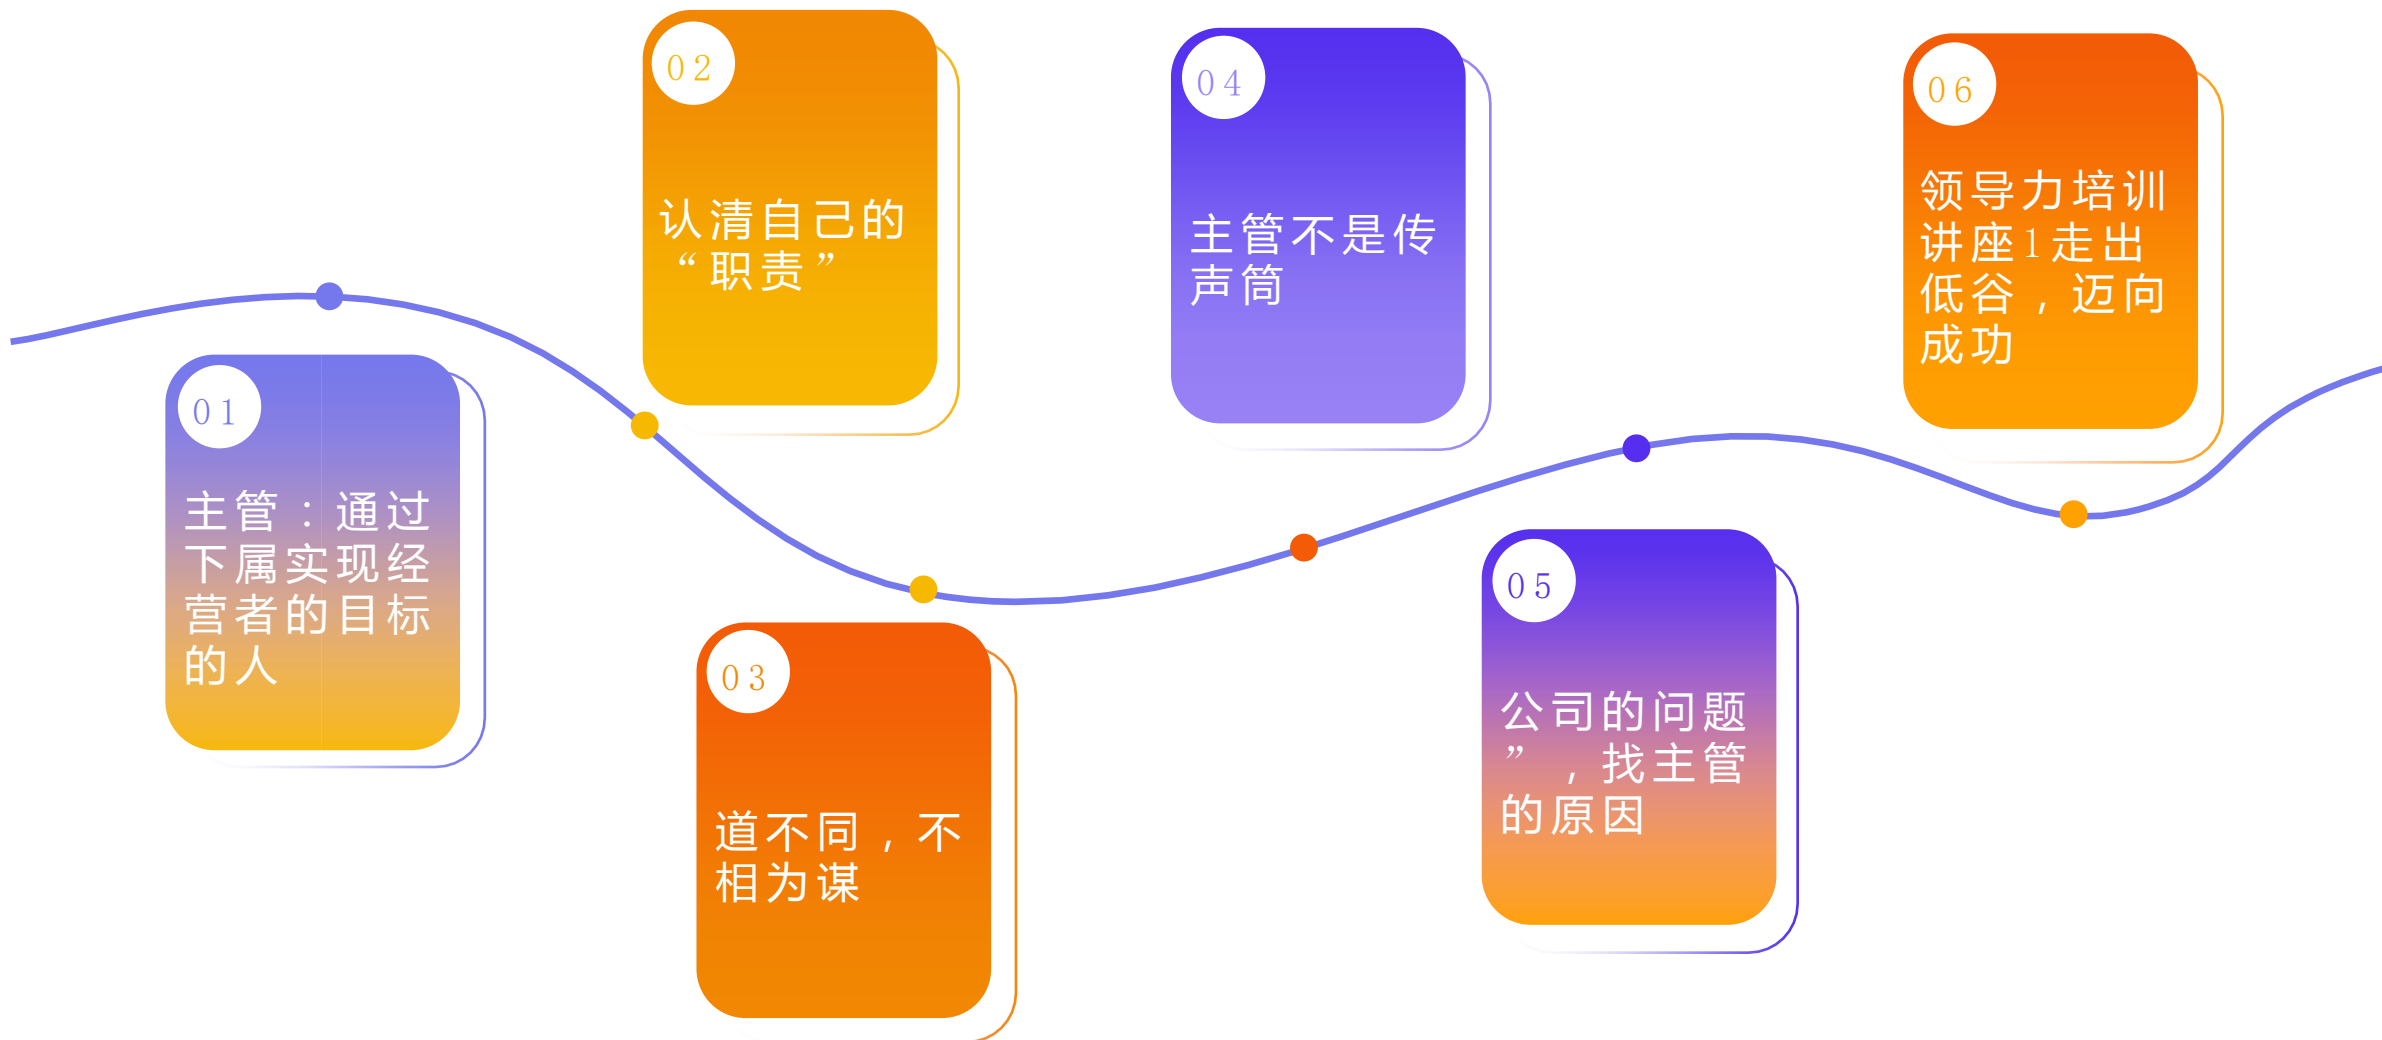 01
主管：通过
下属实现经
营者的目标
的人
02
认清自己的
“职责”
03
道不同，不
相为谋
04
主管不是传
声筒
05
公司的问题
”，找主管
的原因
06
领导力培训
讲座1走出
低谷，迈向
成功